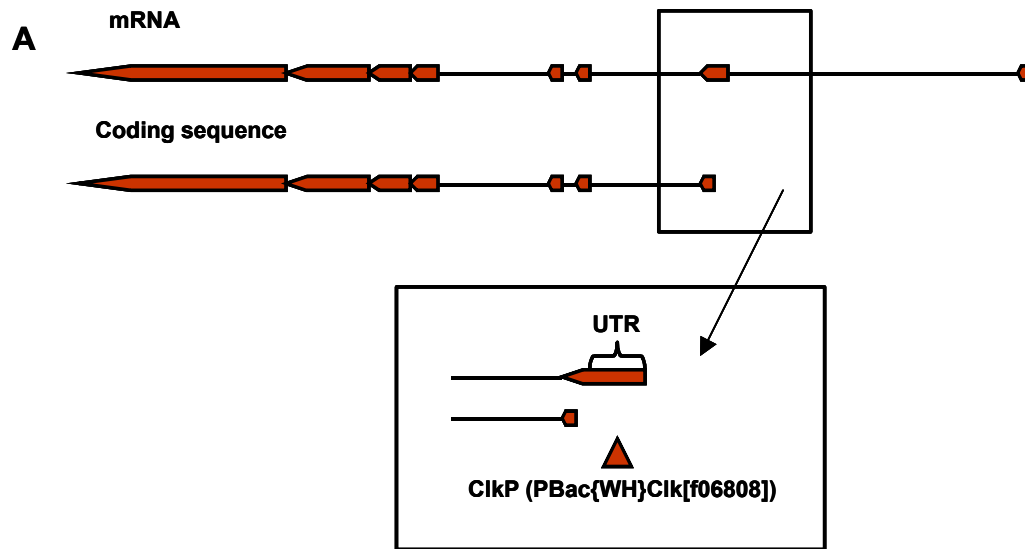 A
mRNA
Coding sequence
UTR
ClkP (PBac{WH}Clk[f06808])